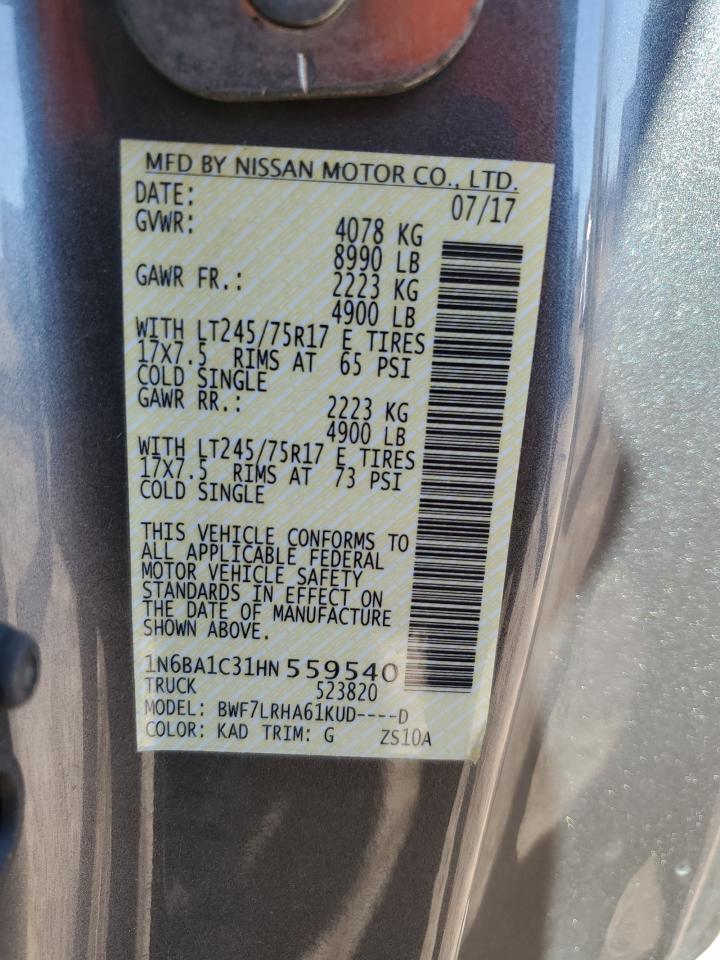 MFD BY NISSAN MOTOR CO., LTD.
DATE: 07/17
GVWR: 4078 KG
8990 LB
GAWR FR.: 2223 KG
4900 LB
WITH LT245/75R17 E TIRES
17X7.5 RIMS AT 65 PSI
COLD SINGLE
GAWR RR.: 2223 KG
4900 LB
WITH LT245/75R17 E TIRES
17X7.5 RIMS AT 73 PSI
COLD SINGLE
THIS VEHICLE CONFORMS TO
ALL APPLICABLE FEDERAL
MOTOR VEHICLE SAFETY
STANDARDS IN EFFECT ON
THE DATE OF MANUFACTURE
SHOWN ABOVE.
1N6BA1C31HN 559540
TRUCK 523820
MODEL: BWF7LRHA61KUD----D
COLOR: KAD TRIM: G ZS10A